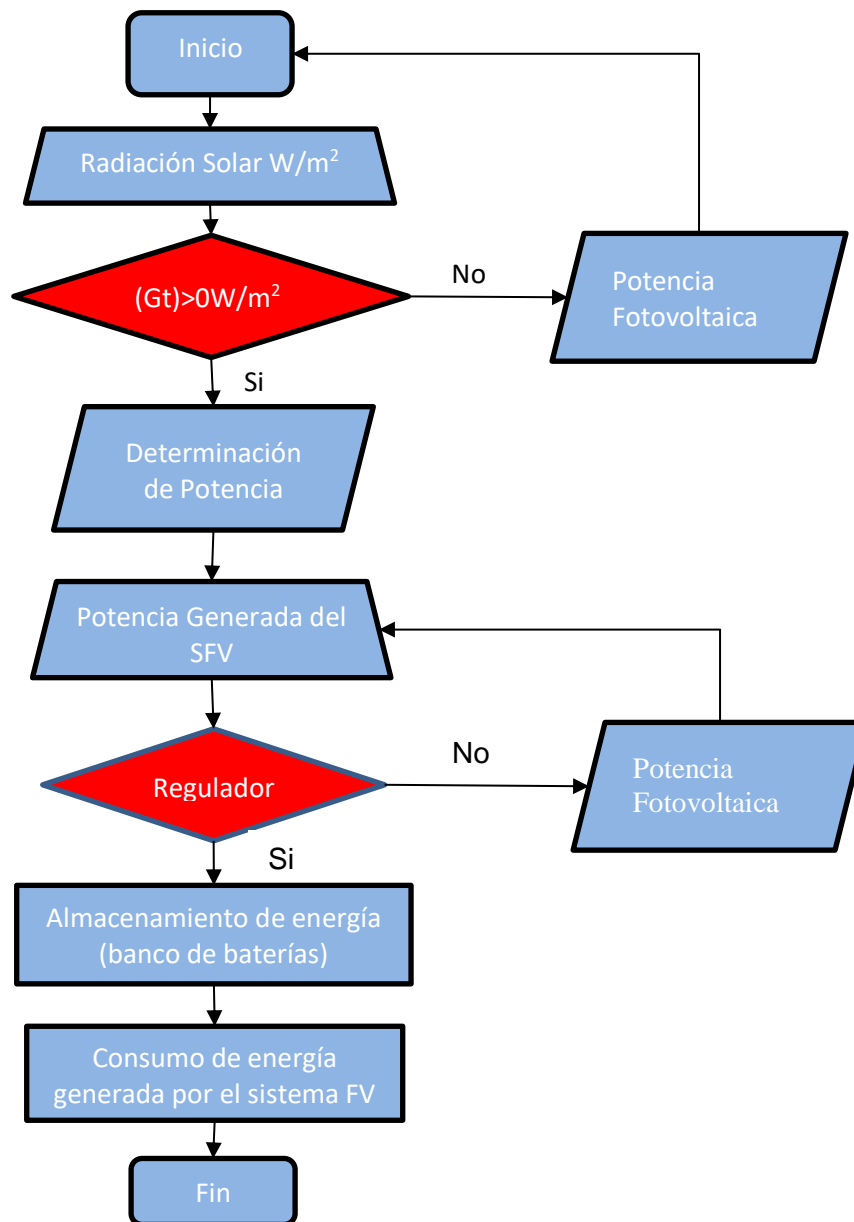 Inicio
Radiación Solar W/m²
(Gt)>0W/m²
No
Potencia
Fotovoltaica
Si
Determinación
de Potencia
Potencia Generada del
SFV
Regulador
No
Potencia
Fotovoltaica
Si
Almacenamiento de energía
(banco de baterías)
Consumo de energía
generada por el sistema FV
Fin